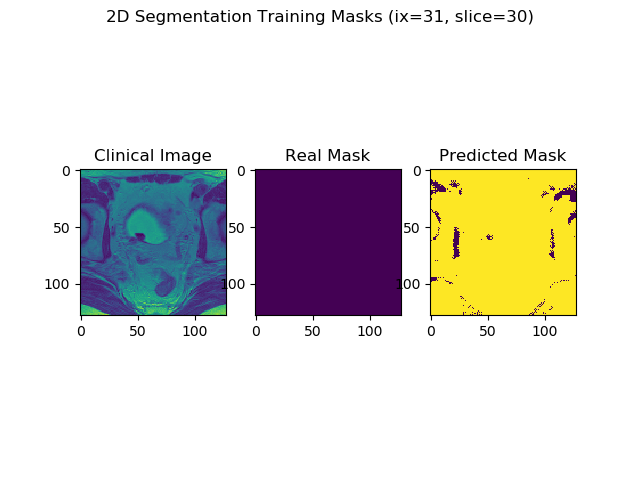 2D Segmentation Training Masks (ix=31, slice=30)
Clinical Image Real Mask Predicted Mask
0 0 0
50 50 50
100 100 100
0 50 100 0 50 100 0 50 100